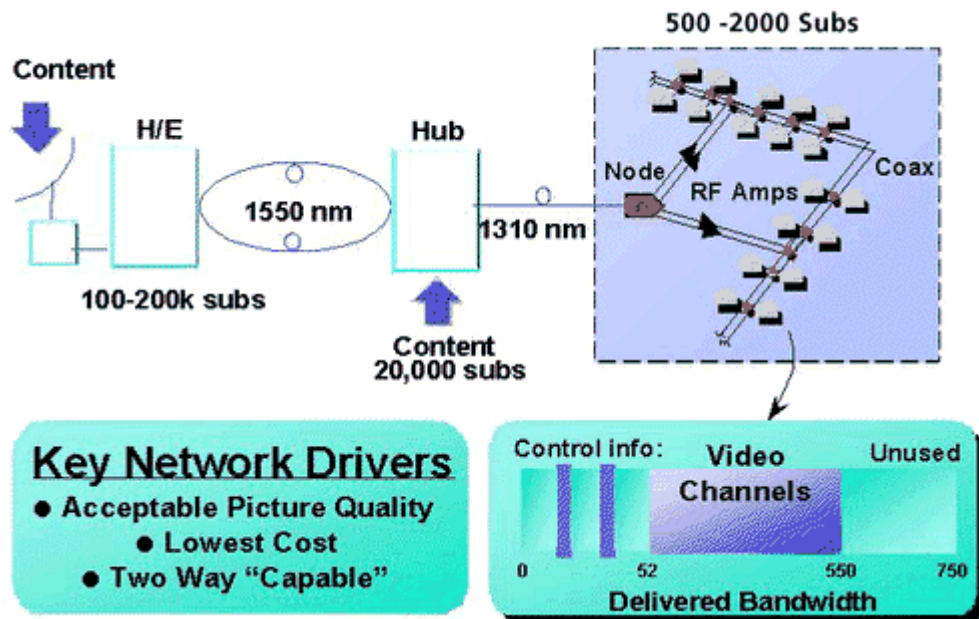 500 -2000 Subs
Content
H/E
Hub
Node
Coax
RF Amps
1550 nm
1310 nm
100-200k subs
Content
20,000 subs
Key Network Drivers
● Acceptable Picture Quality
● Lowest Cost
● Two Way “Capable”
Control info:
Video
Channels
Unused
0
52
550
750
Delivered Bandwidth